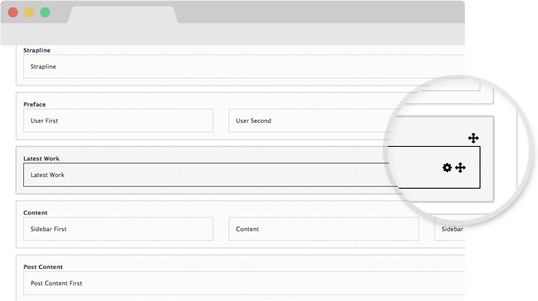 Strapline
Strapline
Preface
User First
User Second
Latest Work
Latest Work
Content
Sidebar First
Content
Sidebar
Post Content
Post Content First